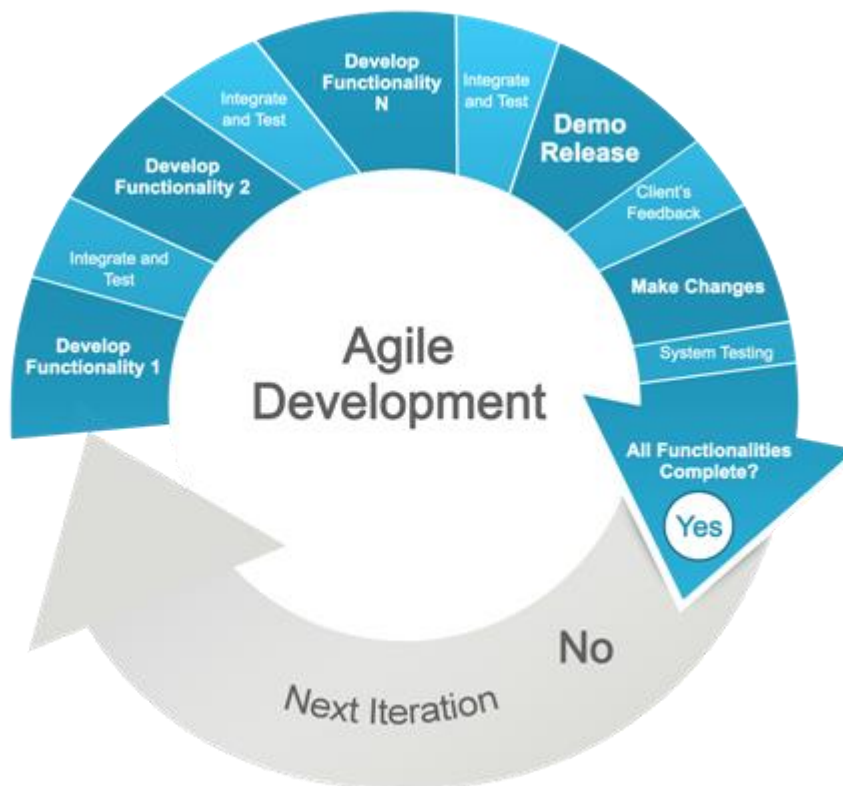 Develop
Functionality 1
Integrate and
Test
Develop
Functionality 2
Integrate
and Test
Develop
Functionality
N
Integrate
and Test
Demo
Release
Client's
Feedback
Make Changes
System Testing
All Functionalities
Complete?
Yes
No
Next Iteration
Agile
Development